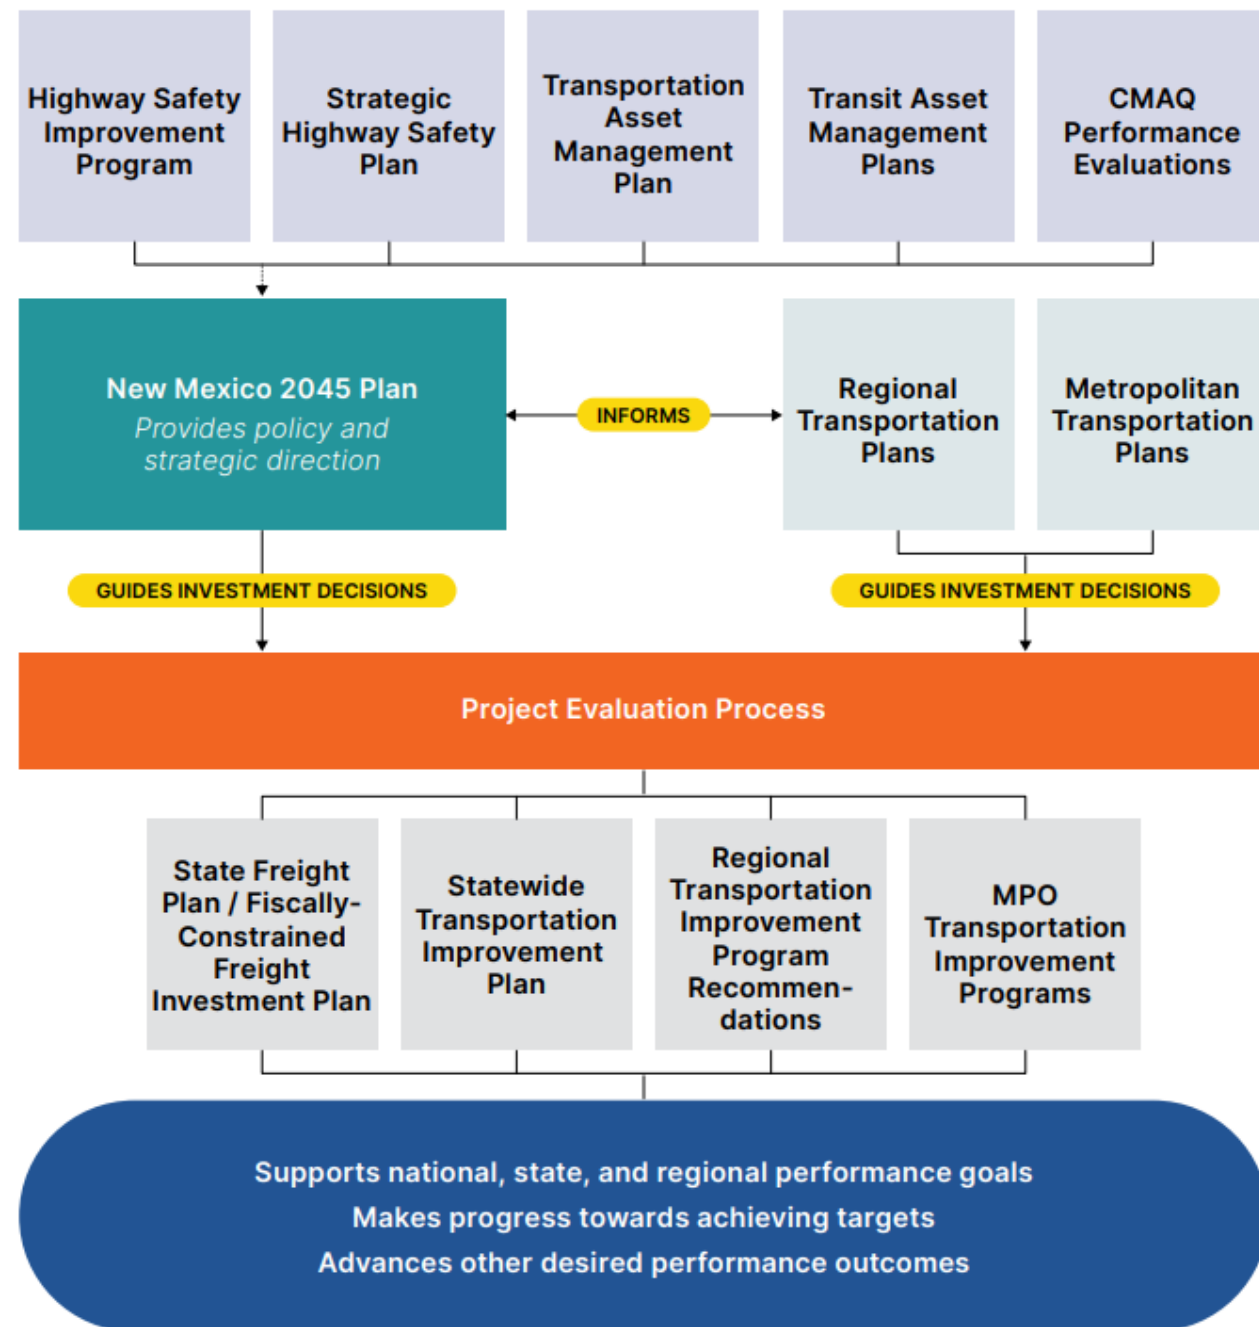 Highway Safety
Improvement
Program
Strategic
Highway Safety
Plan
Transportation
Asset
Management
Plan
Transit Asset
Management
Plans
CMAQ
Performance
Evaluations
New Mexico 2045 Plan
Provides policy and
strategic direction
INFORMS
Regional
Transportation
Plans
Metropolitan
Transportation
Plans
GUIDES INVESTMENT DECISIONS
GUIDES INVESTMENT DECISIONS
Project Evaluation Process
State Freight
Plan / Fiscally-
Constrained
Freight
Investment Plan
Statewide
Transportation
Improvement
Plan
Regional
Transportation
Improvement
Program
Recommen-
dations
MPO
Transportation
Improvement
Programs
Supports national, state, and regional performance goals
Makes progress towards achieving targets
Advances other desired performance outcomes